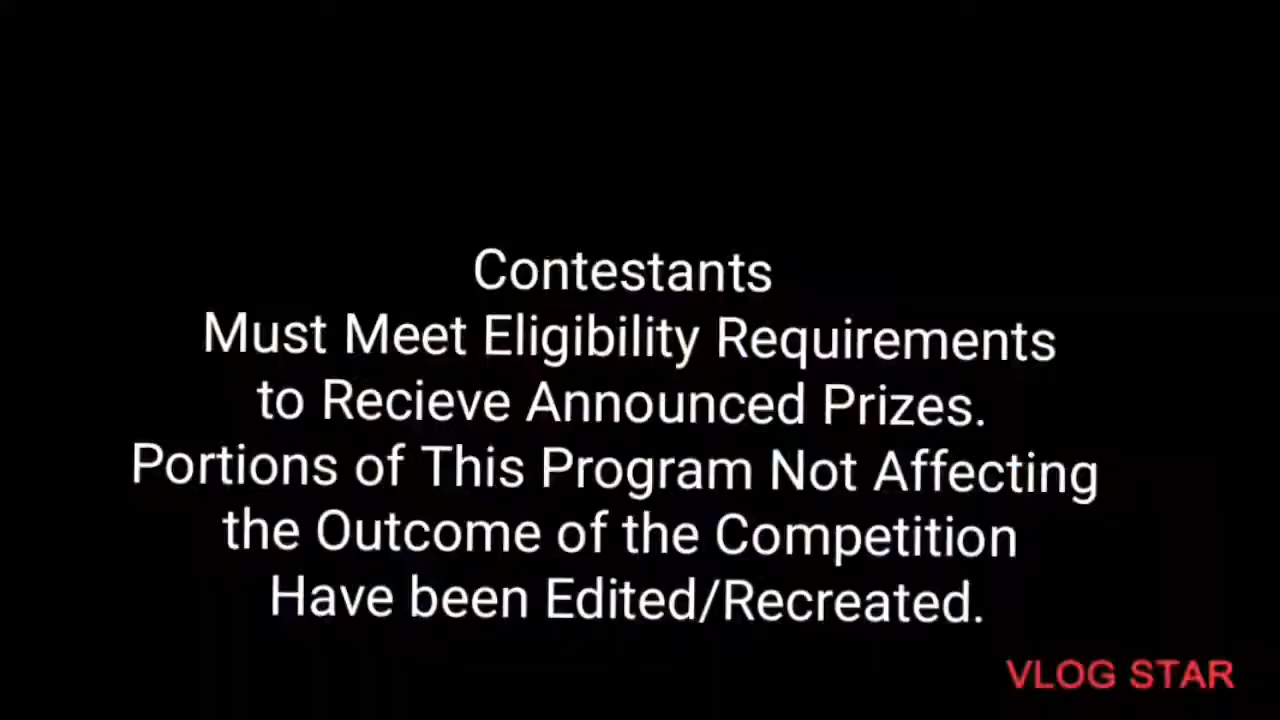 Contestants
Must Meet Eligibility Requirements
to Recieve Announced Prizes.
Portions of This Program Not Affecting
the Outcome of the Competition
Have been Edited/Recreated.
VLOG STAR